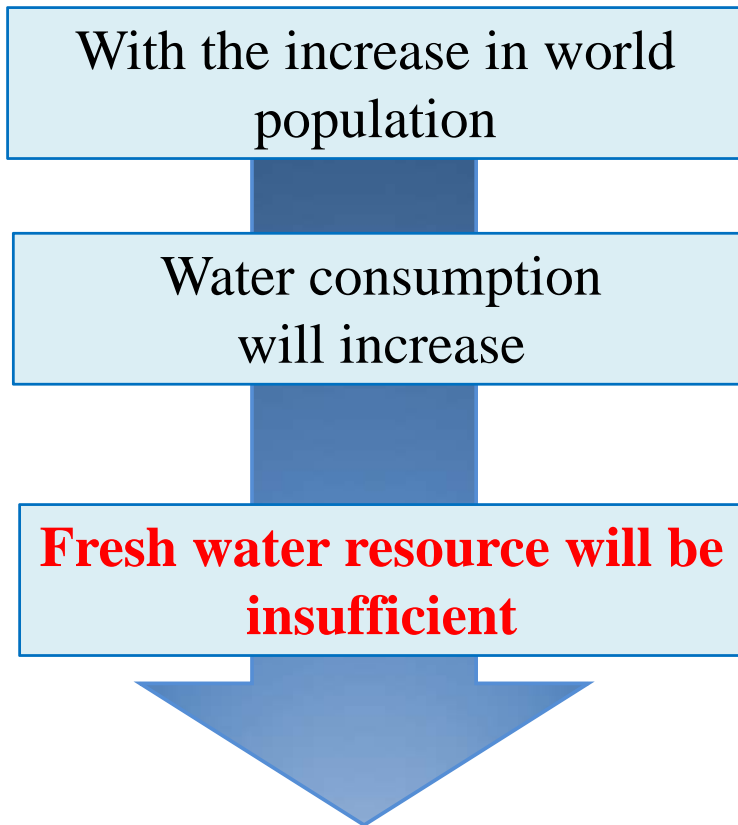 With the increase in world
population
Water consumption
will increase
Fresh water resource will be
insufficient